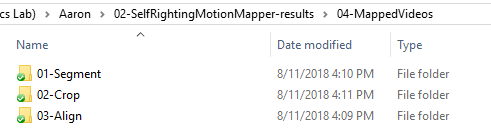 cs Lab) > Aaron > 02-SelfRightingMotionMapper-results > 04-MappedVideos
Name Date modified Type
01-Segment 8/11/2018 4:10 PM File folder
02-Crop 8/11/2018 4:11 PM File folder
03-Align 8/11/2018 4:09 PM File folder